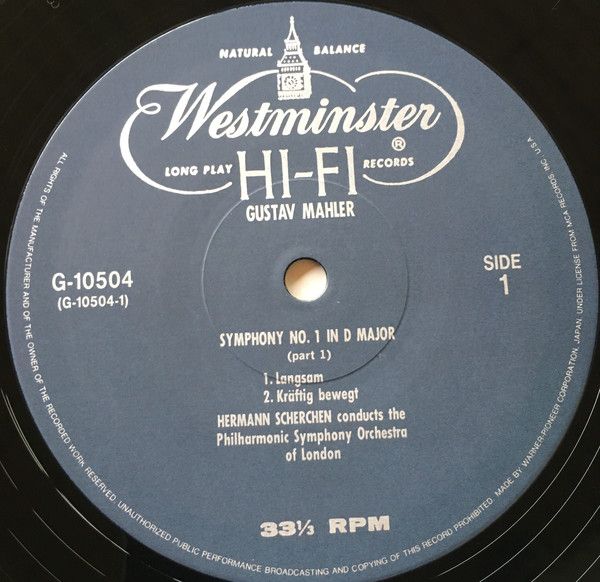 NATURAL BALANCE
Westminster®
LONG PLAY HI-FI RECORDS
GUSTAV MAHLER
G-10504
(G-10504-1)
SIDE
1
SYMPHONY NO. 1 IN D MAJOR
(part 1)
1. Langsam
2. Kräftig bewegt
HERMANN SCHERCHEN conducts the
Philharmonic Symphony Orchestra
of London
33⅓ RPM
ALL RIGHTS OF THE MANUFACTURER AND OF THE OWNER OF THE RECORDED WORK RESERVED. UNAUTHORIZED PUBLIC PERFORMANCE BROADCASTING AND COPYING OF THIS RECORD PROHIBITED. MADE BY WARNER-PIONEER CORPORATION, JAPAN, UNDER LICENSE FROM MCA RECORDS INC. U.S.A.